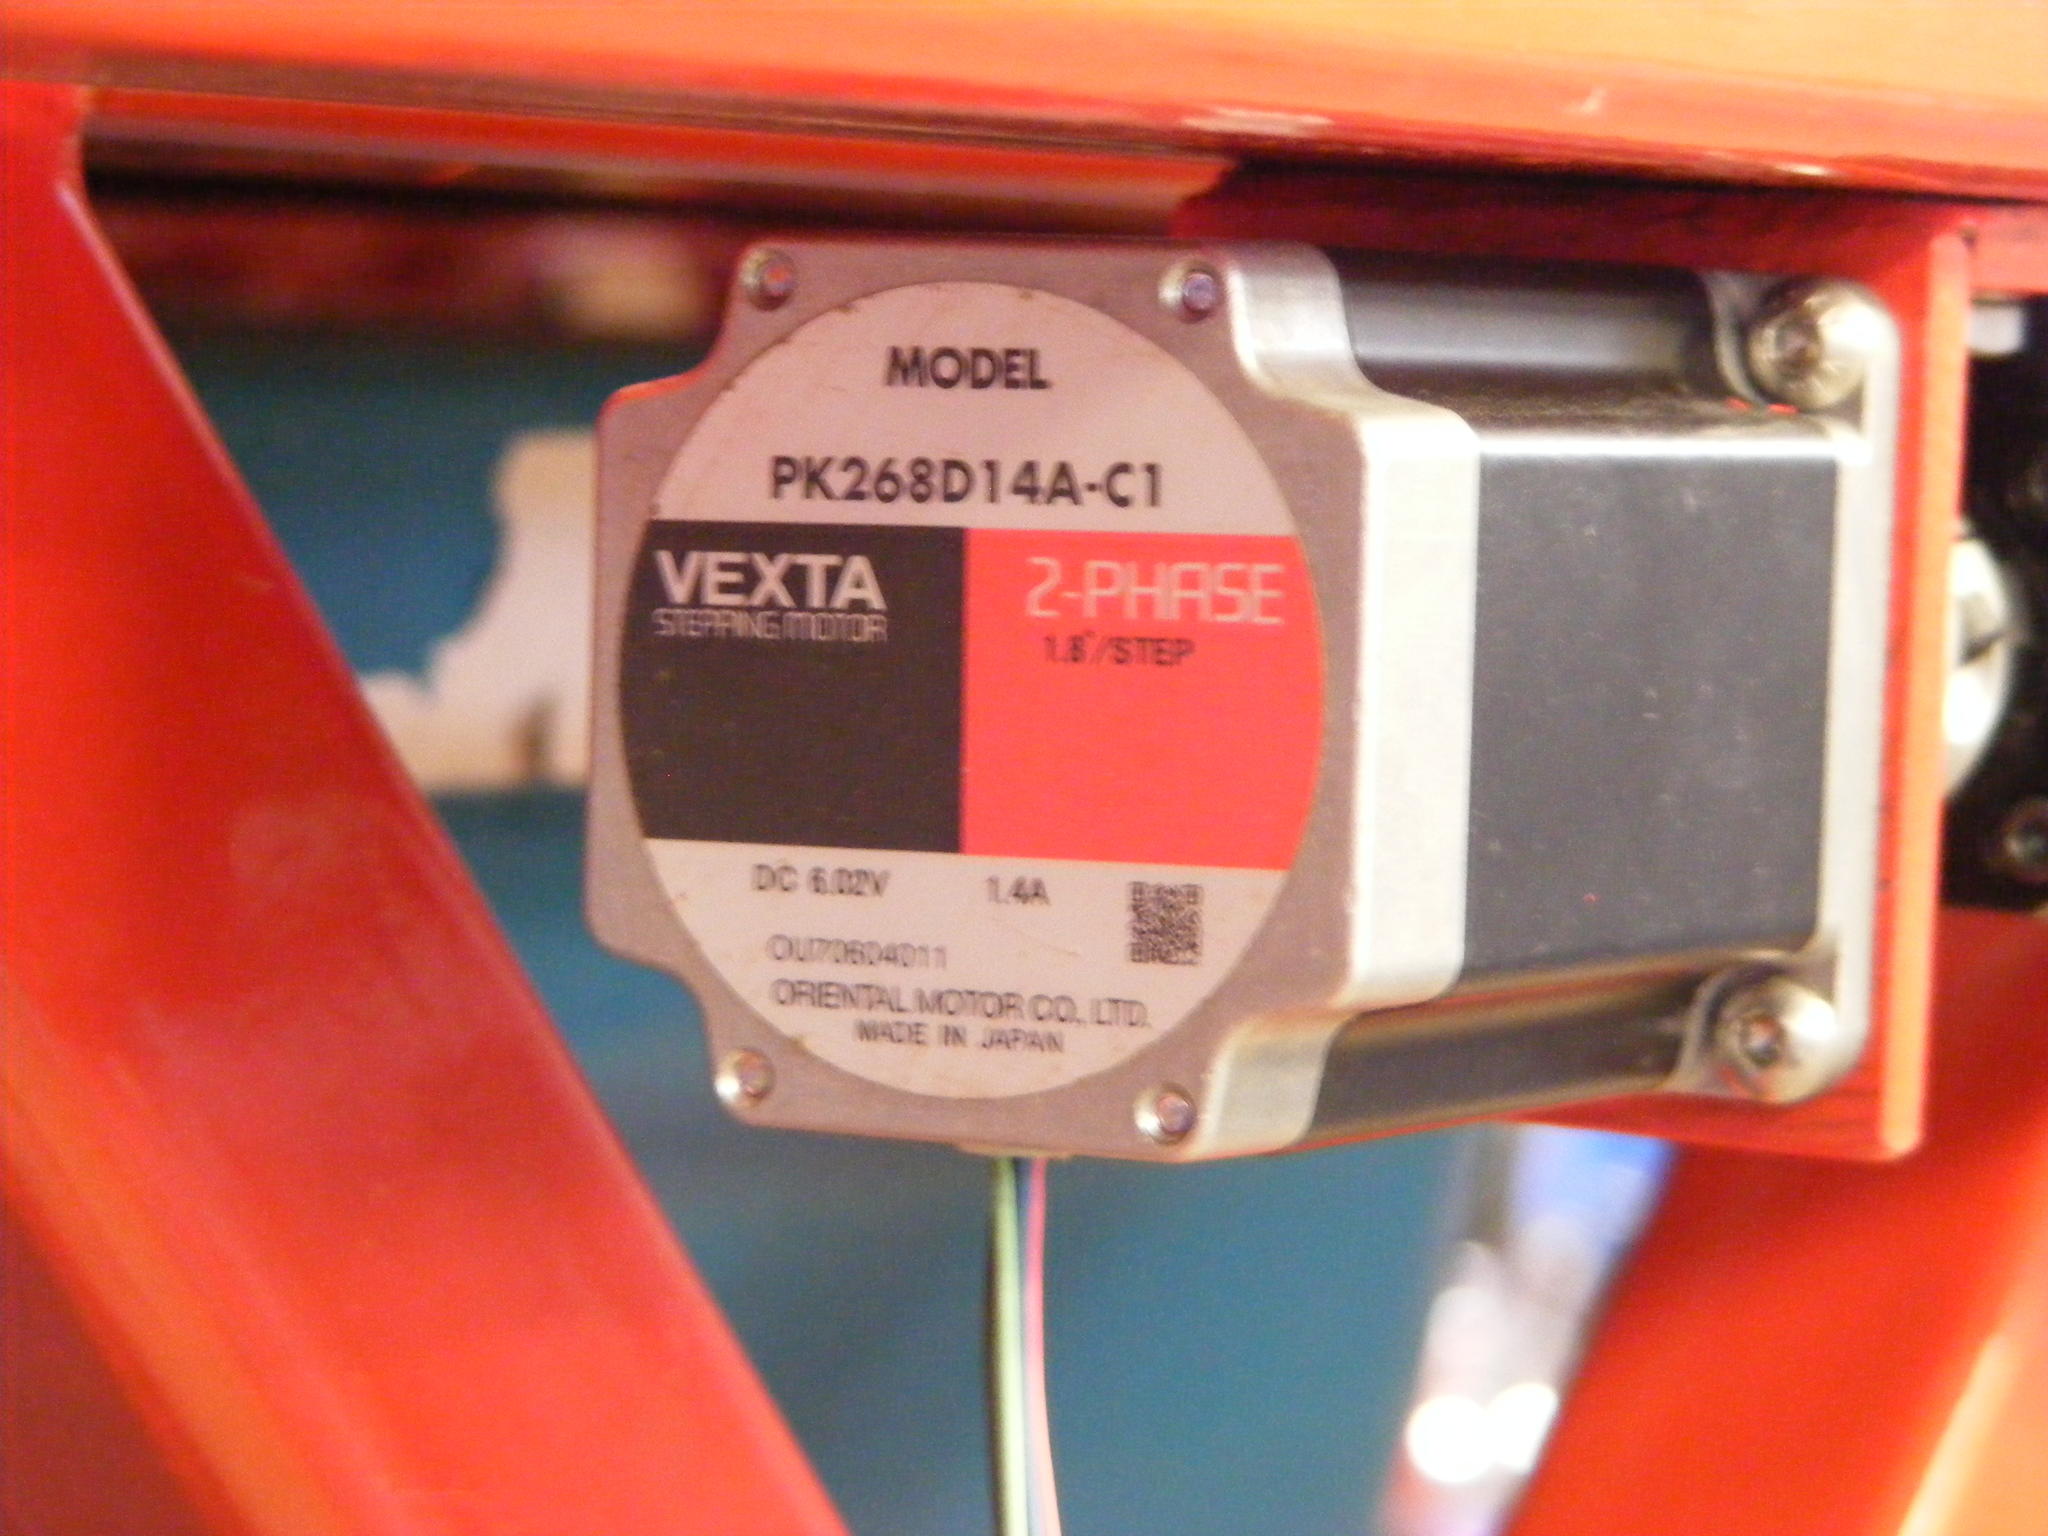 MODEL
PK268D14A-C1
VEXTA
STEPPING MOTOR
2-PHASE
1.8°/STEP
DC 6.02V 1.4A
ORIENTAL MOTOR CO., LTD.
MADE IN JAPAN